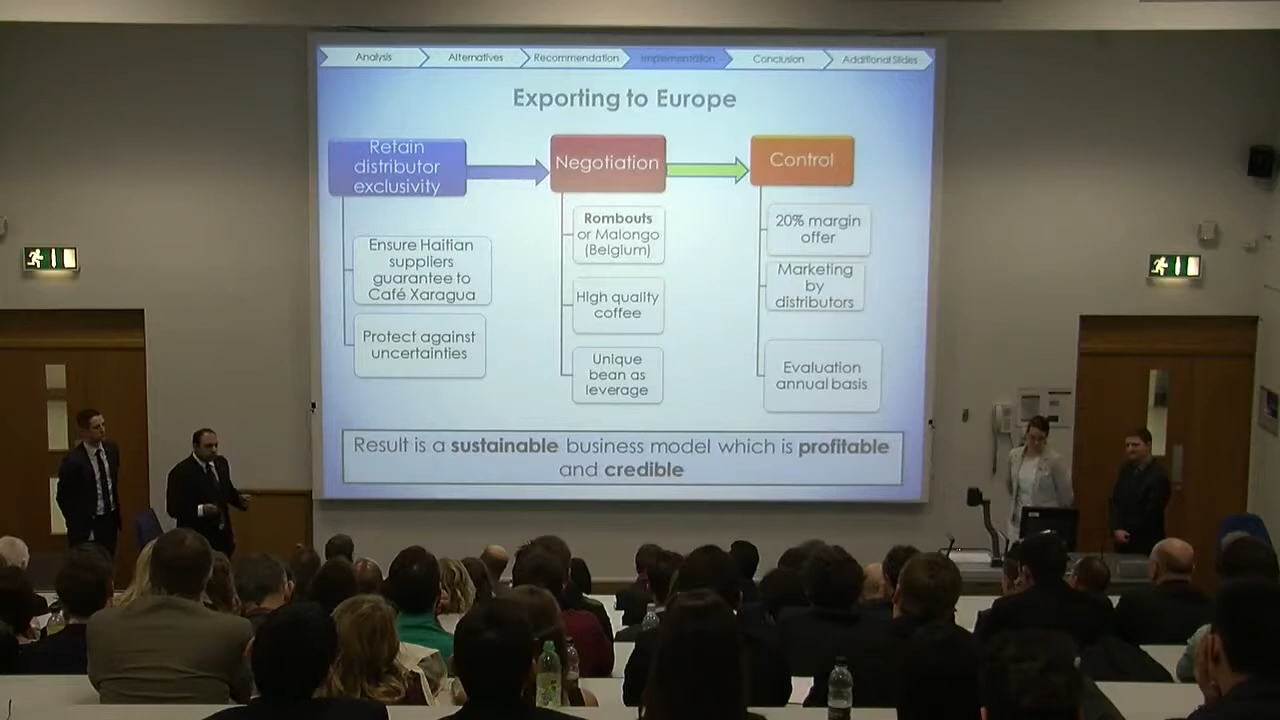 Analysis
Alternatives
Recommendation
Implementation
Conclusion
Additional Slides
Exporting to Europe
Retain
distributor
exclusivity
Negotiation
Control
Ensure Haitian
suppliers
guarantee to
Café Xaragua
Protect against
uncertainties
Rombouts
or Malongo
(Belgium)
High quality
coffee
Unique
bean as
leverage
20% margin
offer
Marketing
by
distributors
Evaluation
annual basis
Result is a sustainable business model which is profitable
and credible